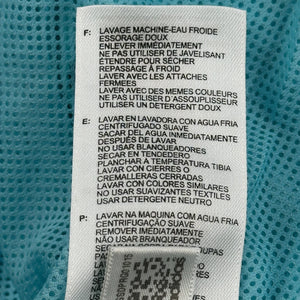 F: LAVAGE MACHINE-EAU FROIDE
ESSORAGE DOUX
ENLEVER IMMÉDIATEMENT
NE PAS UTILISER DE JAVELISANT
ÉTENDRE POUR SÉCHER
REPASSAGE À FROID
LAVER AVEC LES ATTACHES
FERMEES
LAVER AVEC DES MEMES COULEURS
NE PAS UTILISER D'ASSOUPLISSEUR
UTILISER UN DETERGENT DOUX
E: LAVAR EN LAVADORA CON AGUA FRIA
CENTRIFUGADO SUAVE
SACAR DEL AGUA INMEDIATAMENTE
DESPUÉS DE LAVAR
NO USAR BLANQUEADORES
SECAR EN TENDEDERO
PLANCHAR A TEMPERATURA TIBIA
LAVAR CON CIERRES O
CREMALLERAS CERRADAS
LAVAR CON COLORES SIMILARES
NO USAR SUAVIZANTES TEXTILES
USAR DETERGENTE NEUTRO
P: LAVAR NA MAQUINA COM AGUA FRIA
CENTRIFUGAÇÃO SUAVE
REMOVER IMEDIATAMENTE
NO USAR BLANQUEADOR